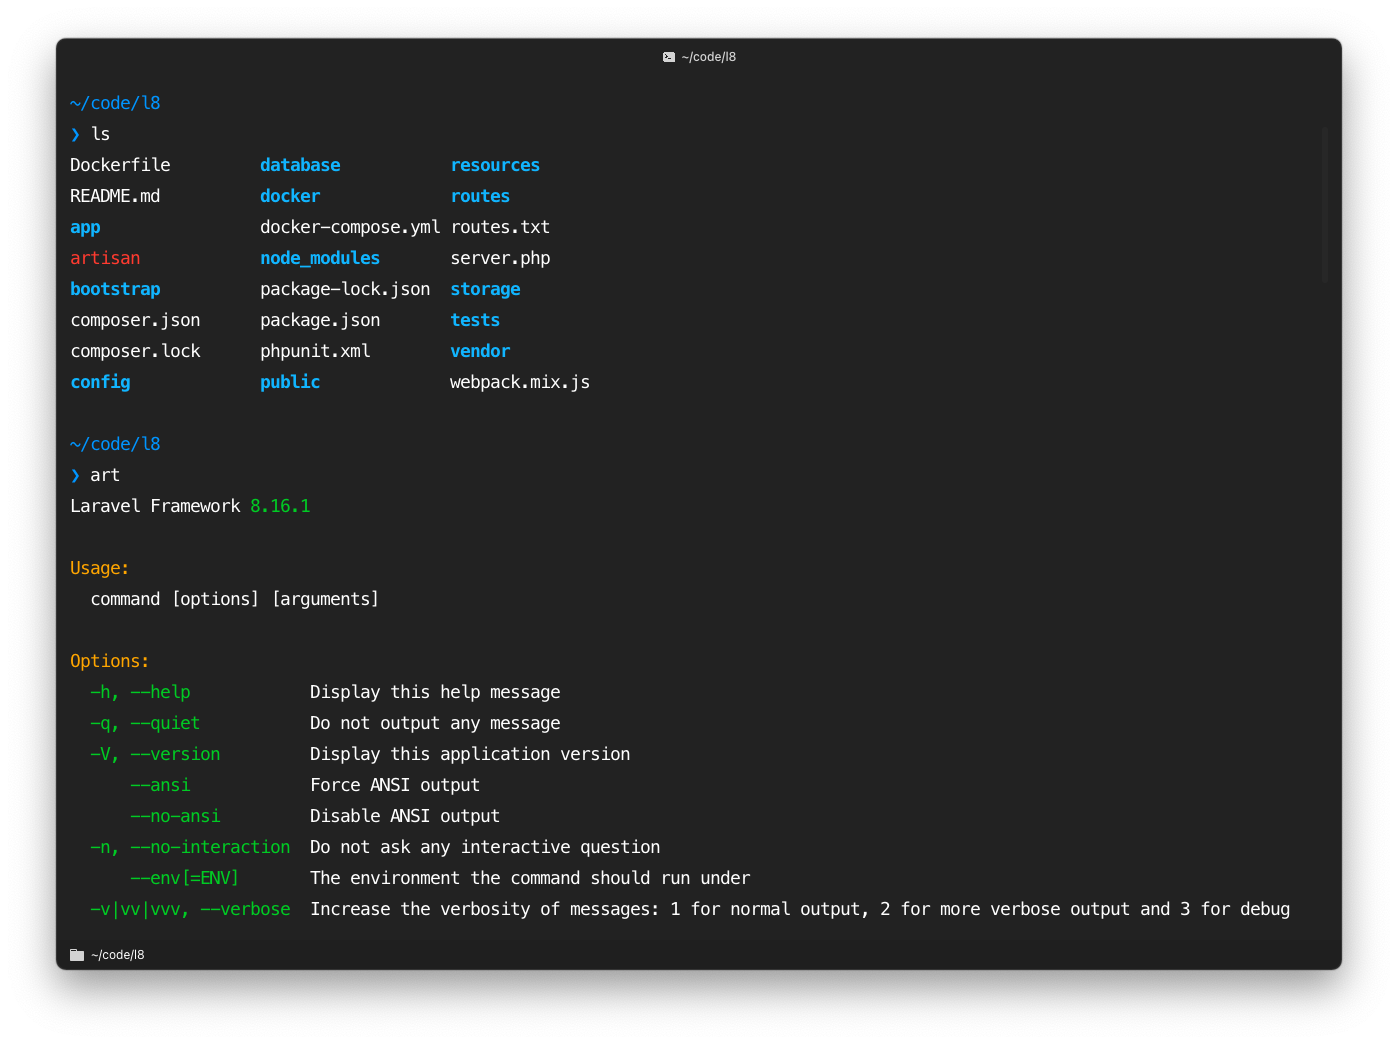 ~/code/l8
~/code/l8
❯ ls
Dockerfile         database           resources
README.md          docker             routes
app                docker-compose.yml routes.txt
artisan            node_modules       server.php
bootstrap          package-lock.json  storage
composer.json      package.json       tests
composer.lock      phpunit.xml        vendor
config             public             webpack.mix.js
~/code/l8
❯ art
Laravel Framework 8.16.1
Usage:
  command [options] [arguments]
Options:
  -h, --help            Display this help message
  -q, --quiet           Do not output any message
  -V, --version         Display this application version
      --ansi            Force ANSI output
      --no-ansi         Disable ANSI output
  -n, --no-interaction  Do not ask any interactive question
      --env[=ENV]       The environment the command should run under
  -v|vv|vvv, --verbose  Increase the verbosity of messages: 1 for normal output, 2 for more verbose output and 3 for debug
~/code/l8